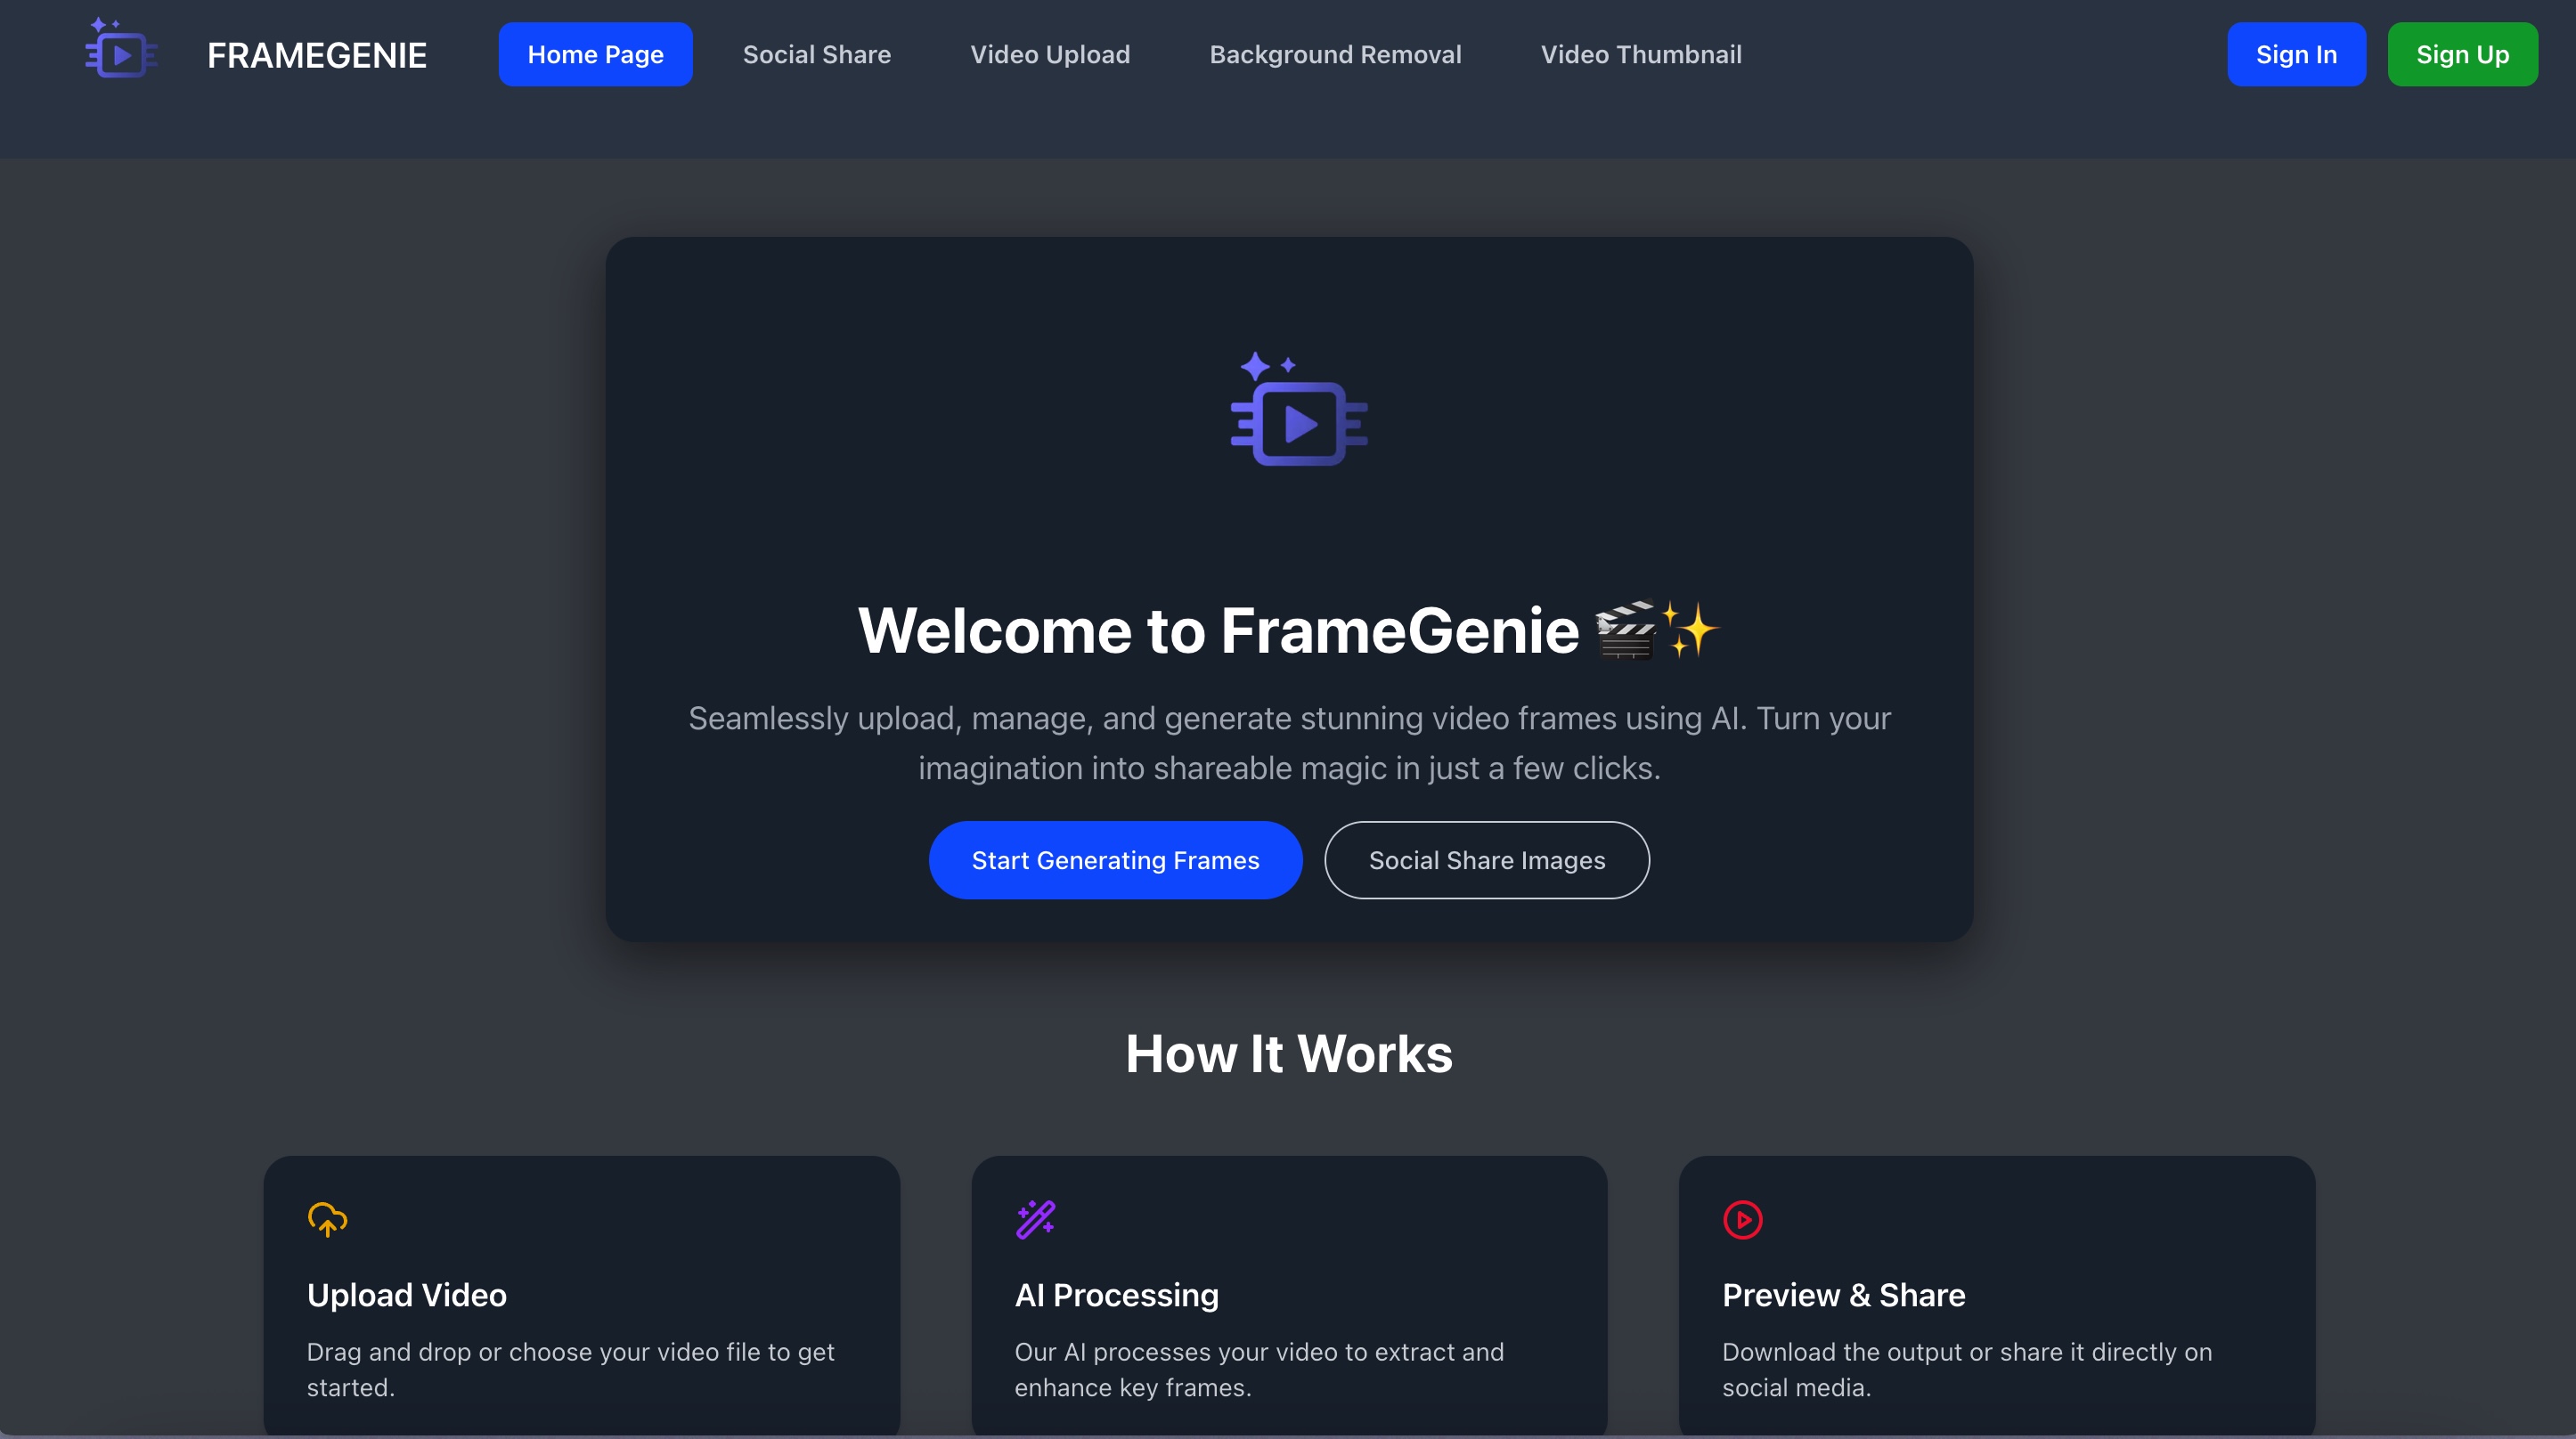 FRAMEGENIE
Home Page
Social Share
Video Upload
Background Removal
Video Thumbnail
Sign In
Sign Up
Welcome to FrameGenie 🎬✨
Seamlessly upload, manage, and generate stunning video frames using AI. Turn your
imagination into shareable magic in just a few clicks.
Start Generating Frames
Social Share Images
How It Works
Upload Video
Drag and drop or choose your video file to get
started.
AI Processing
Our AI processes your video to extract and
enhance key frames.
Preview & Share
Download the output or share it directly on
social media.